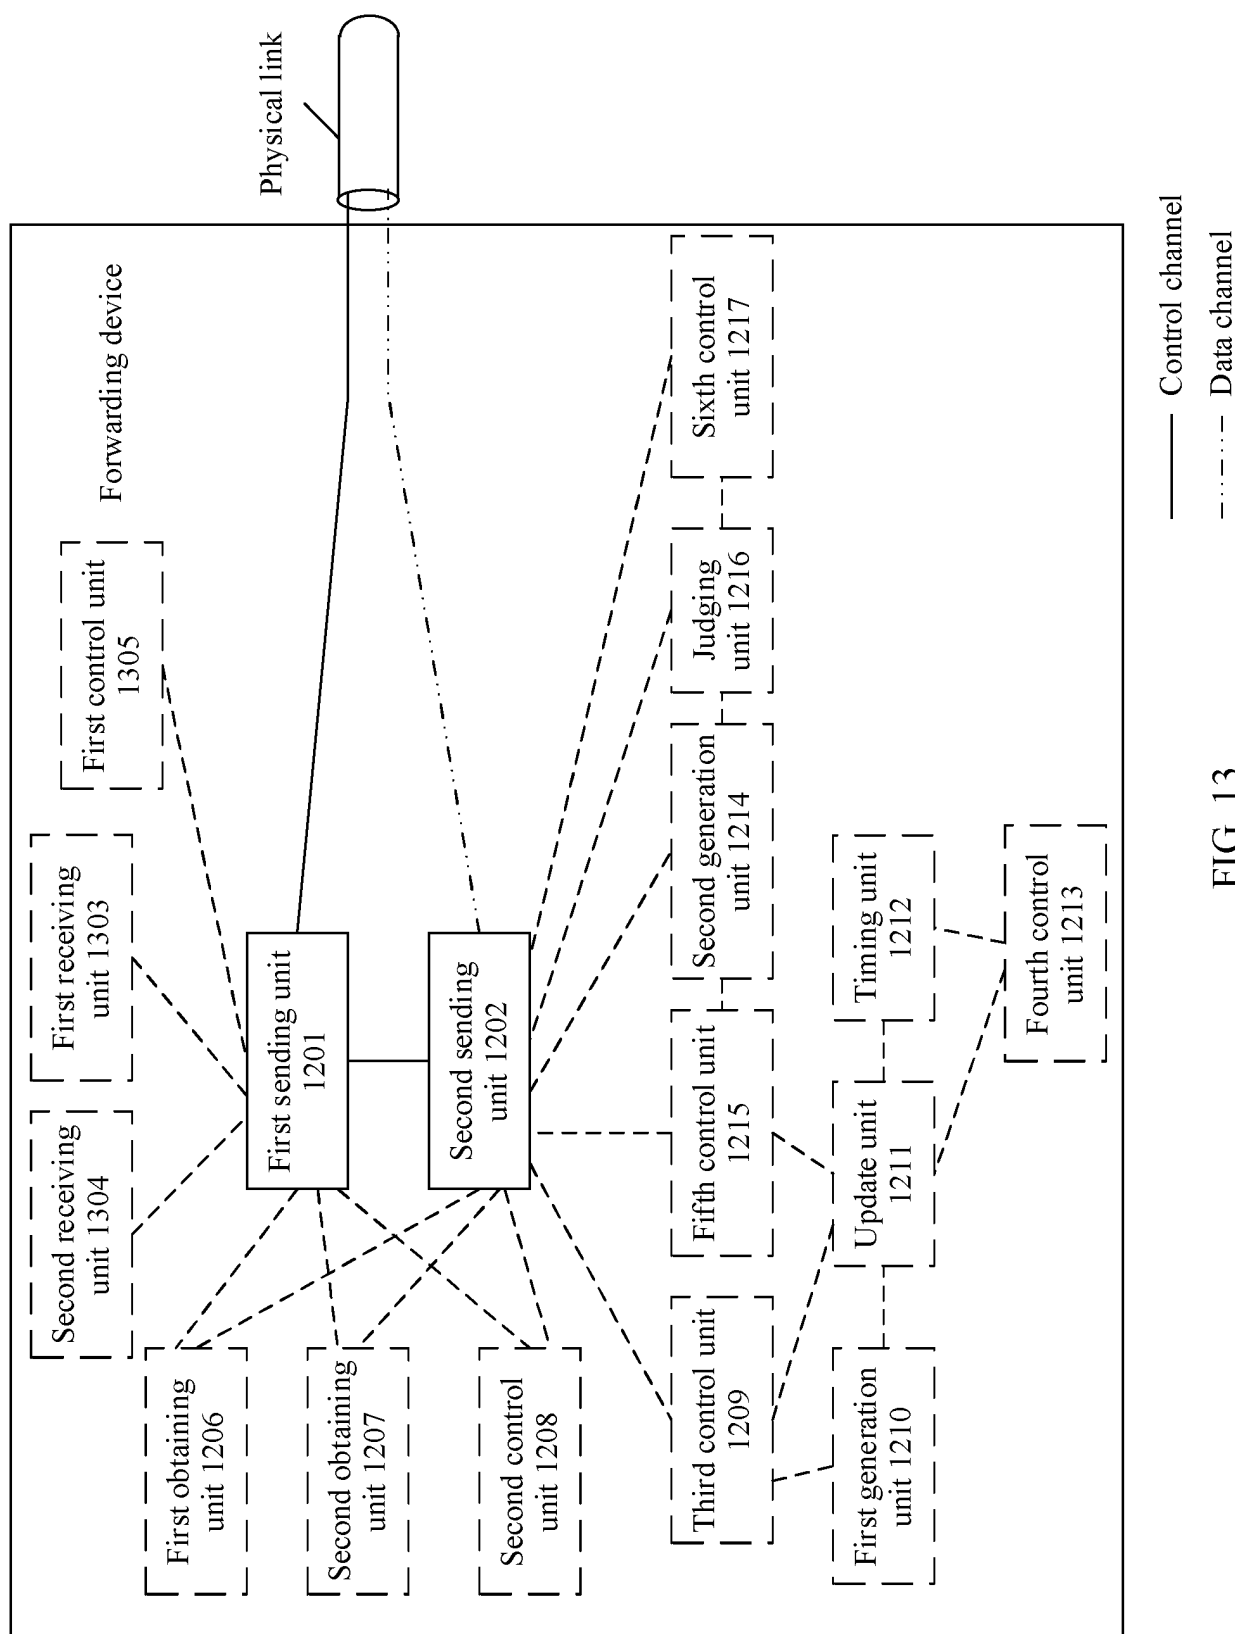 Forwarding device
Physical link
Second receiving
unit 1304
First receiving
unit 1303
First control unit
1305
First obtaining
unit 1206
First sending unit
1201
Second obtaining
unit 1207
Second sending
unit 1202
Second control
unit 1208
Third control unit
1209
Fifth control unit
1215
Second generation
unit 1214
Judging
unit 1216
Sixth control
unit 1217
First generation
unit 1210
Update unit
1211
Timing unit
1212
Fourth control
unit 1213
Control channel
Data channel
FIG. 13